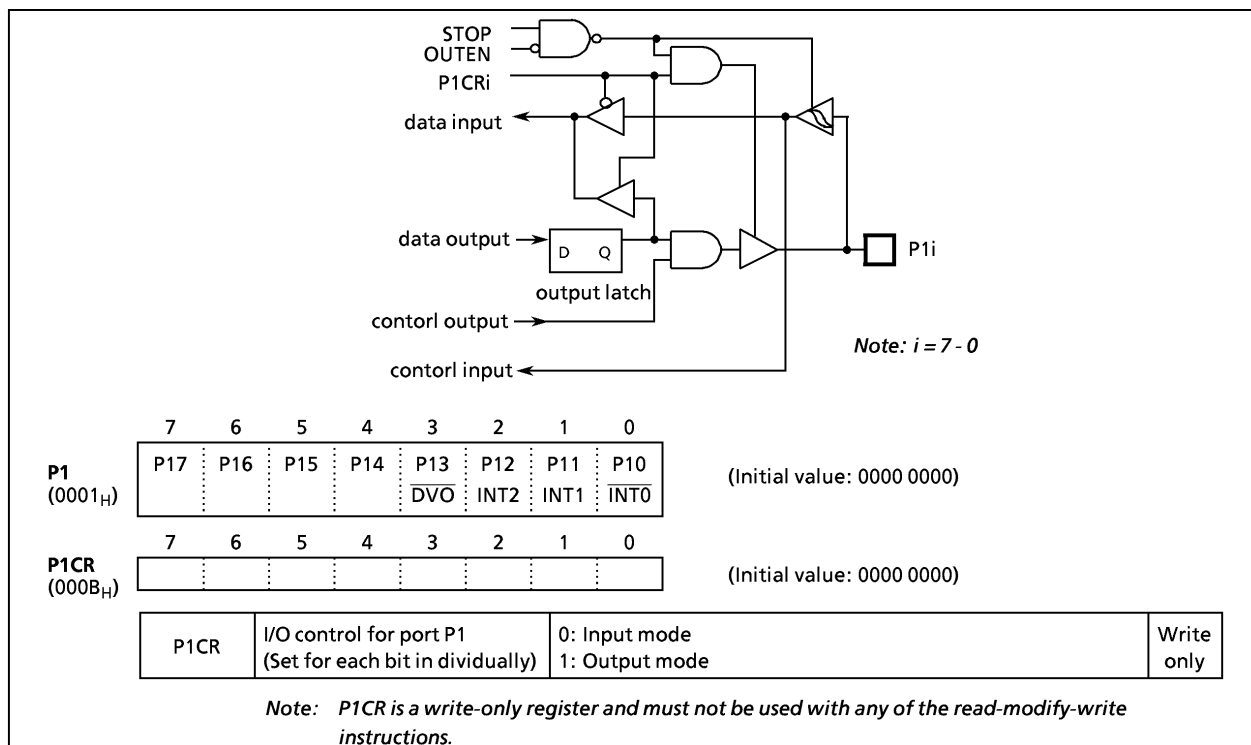 STOP
OUTEN
P1CRi
data input
data output
D Q
output latch
P1i
contorl output
Note: i = 7 - 0
contorl input
7 6 5 4 3 2 1 0
P1 P17 P16 P15 P14 P13 P12 P11 P10 (Initial value: 0000 0000)
(0001H) DVO INT2 INT1 INT0
7 6 5 4 3 2 1 0
P1CR
(000BH) (Initial value: 0000 0000)
P1CR I/O control for port P1 0: Input mode Write
(Set for each bit in dividually) 1: Output mode only
Note: P1CR is a write-only register and must not be used with any of the read-modify-write
instructions.